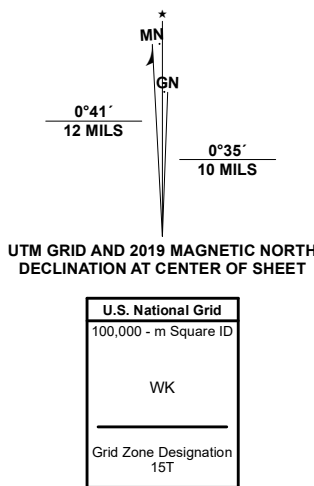 MN
GN
0°41´
12 MILS
0°35´
10 MILS
UTM GRID AND 2019 MAGNETIC NORTH
DECLINATION AT CENTER OF SHEET
U.S. National Grid
100,000 - m Square ID
WK
Grid Zone Designation
15T